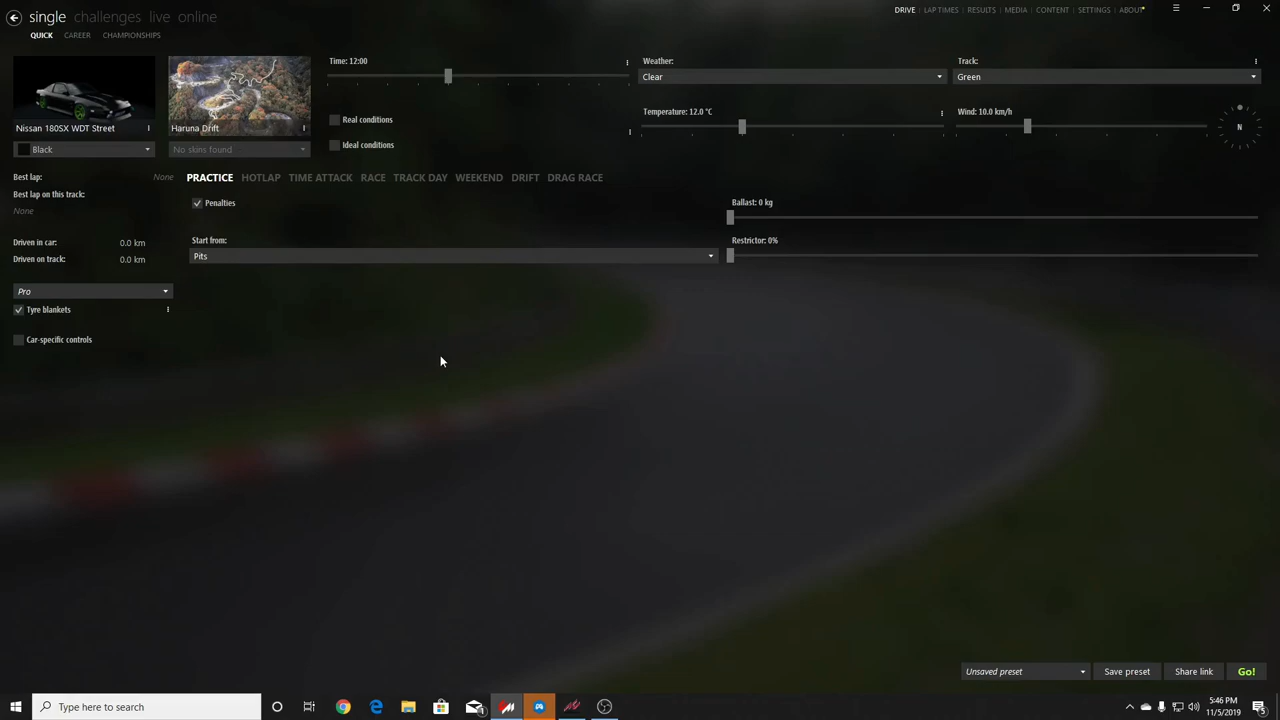 single challenges live online
DRIVE LAP TIMES RESULTS MEDIA CONTENT SETTINGS ABOUT
QUICK CAREER CHAMPIONSHIPS
Nissan 180SX WDT Street
Black
Haruna Drift
No skins found
Time: 12:00
Real conditions
Ideal conditions
Weather:
Clear
Track:
Green
Temperature: 12.0 °C
Wind: 10.0 km/h
N
Best lap: None
Best lap on this track:
None
Driven in car: 0.0 km
Driven on track: 0.0 km
Pro
Tyre blankets
Car-specific controls
PRACTICE HOTLAP TIME ATTACK RACE TRACK DAY WEEKEND DRIFT DRAG RACE
Penalties
Start from:
Pits
Ballast: 0 kg
Restrictor: 0%
Unsaved preset
Save preset
Share link
Go!
Type here to search
5:46 PM
11/5/2019